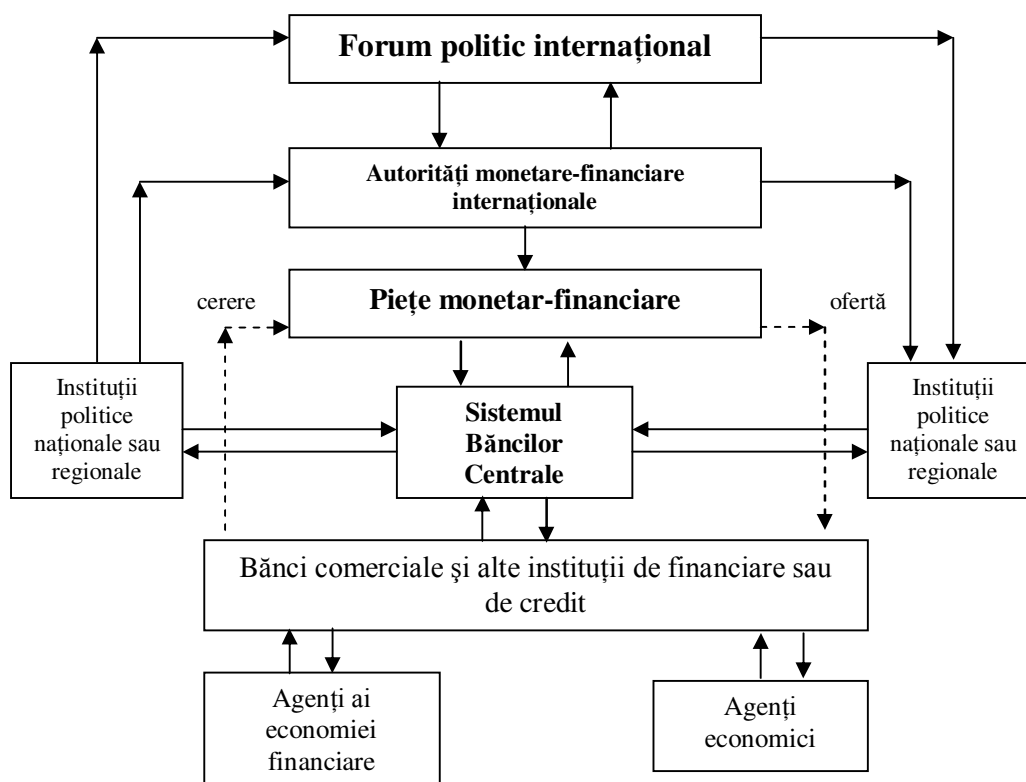 Forum politic internațional
Autorități monetare-financiare
internaționale
cerere
Piețe monetar-financiare
ofertă
Instituții
politice
naționale sau
regionale
Sistemul
Băncilor
Centrale
Instituții
politice
naționale sau
regionale
Bănci comerciale şi alte instituții de financiare sau
de credit
Agenți ai
economiei
financiare
Agenți
economici